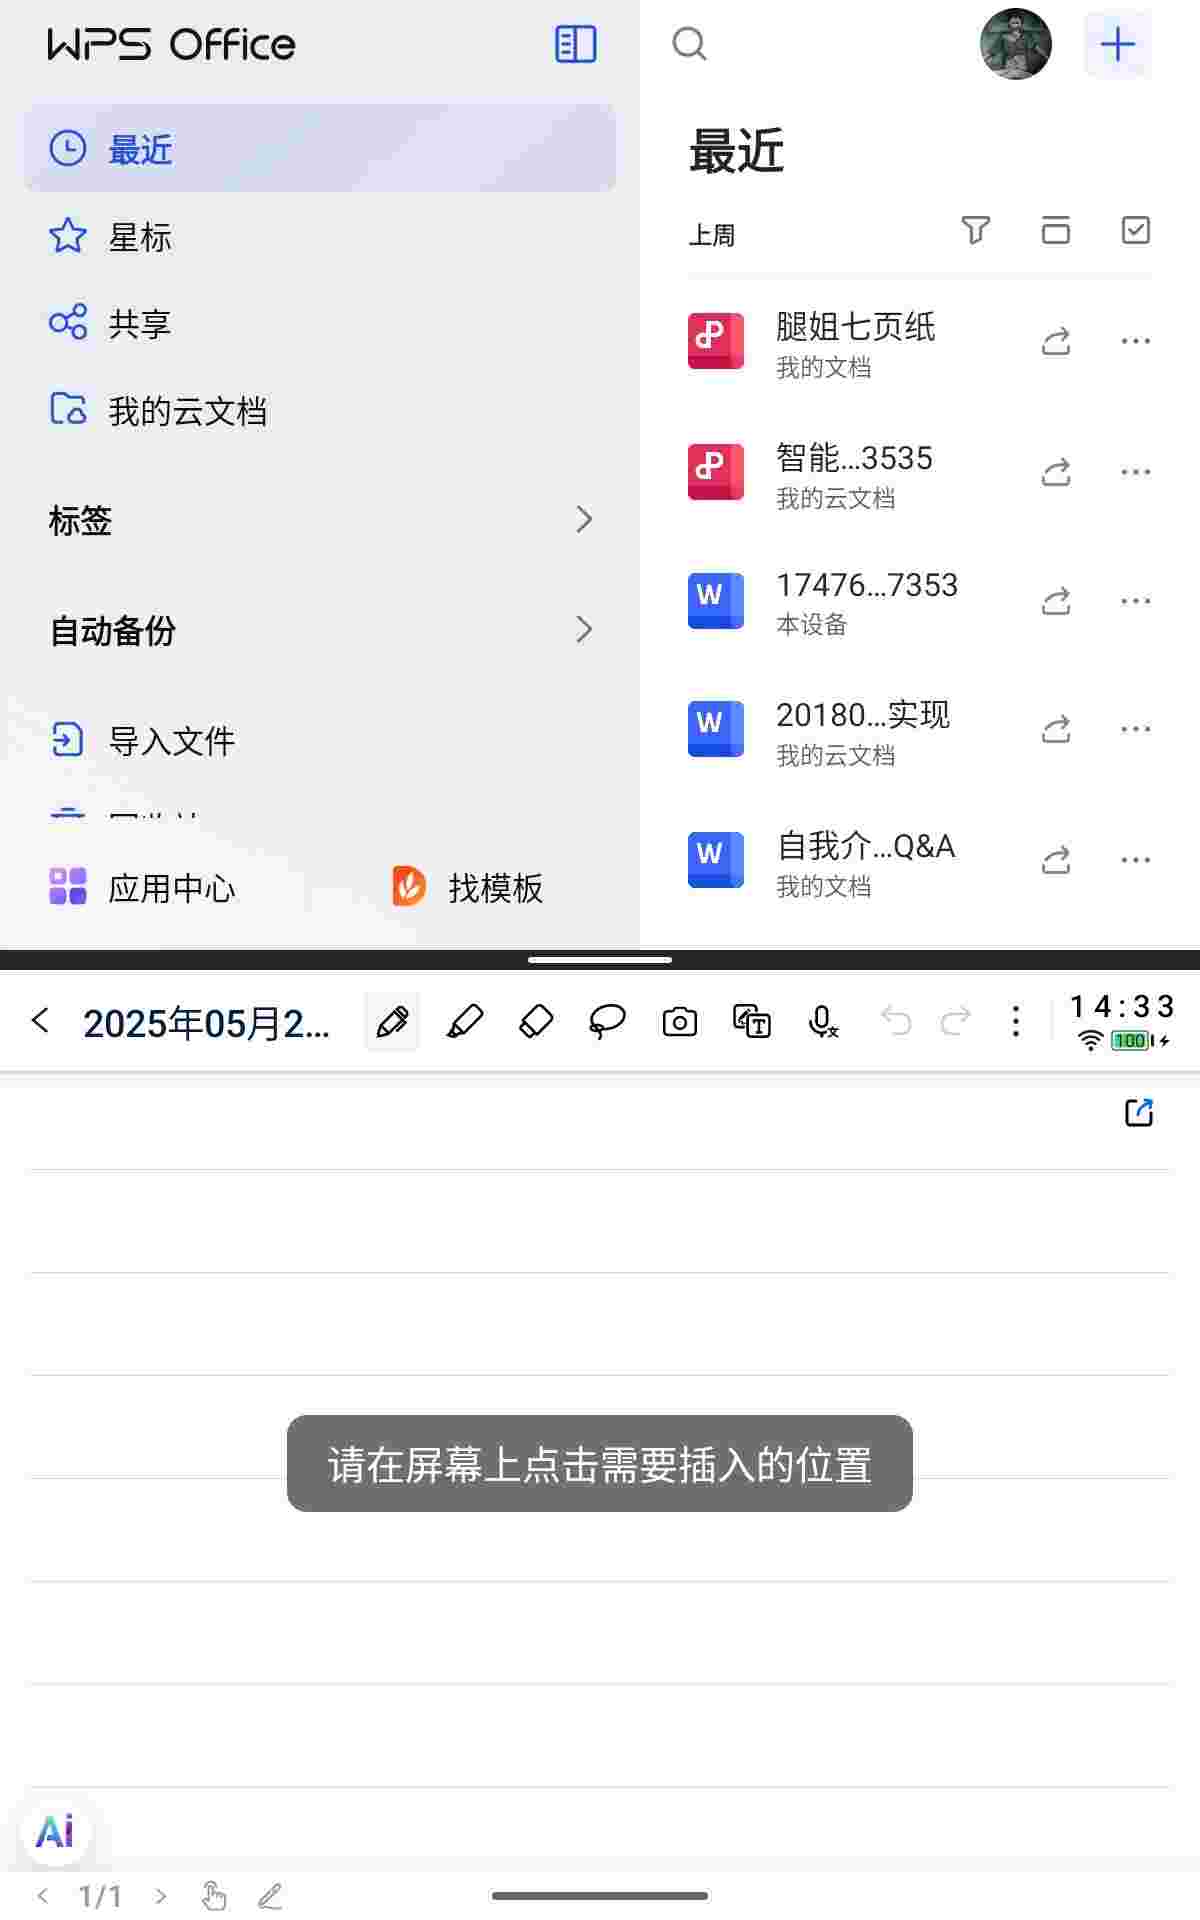 WPS Office
最近
星标
共享
我的云文档
标签
自动备份
导入文件
应用中心
找模板
最近
上周
腿姐七页纸
我的文档
智能...3535
我的云文档
17476...7353
本设备
20180...实现
我的云文档
自我介...Q&A
我的文档
2025年05月2...
14:33
100
请在屏幕上点击需要插入的位置
Ai
1/1